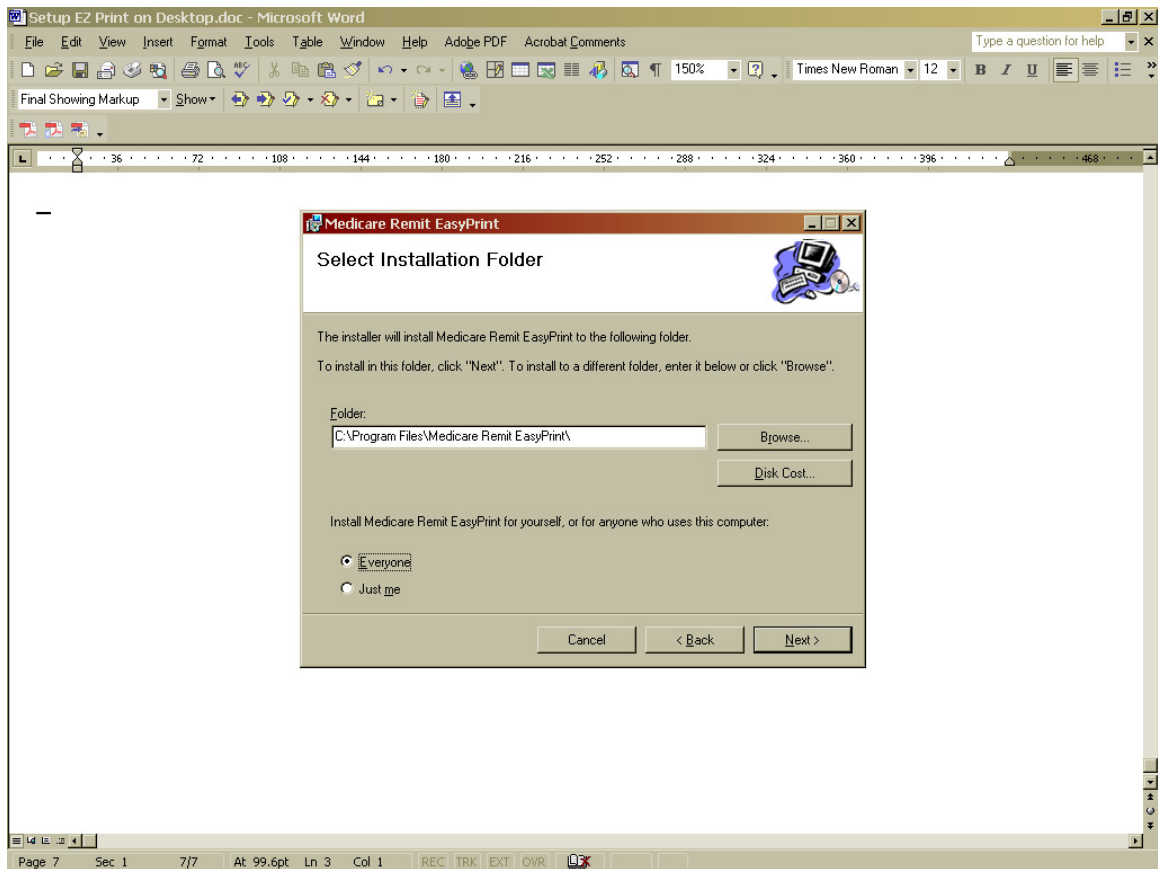 Setup EZ Print on Desktop.doc - Microsoft Word
File Edit View Insert Format Tools Table Window Help Adobe PDF Acrobat Comments Type a question for help
150% Times New Roman 12 B I U
Final Showing Markup Show
L 36 72 108 144 180 216 252 288 324 360 396 468
Medicare Remit EasyPrint
Select Installation Folder
The installer will install Medicare Remit EasyPrint to the following folder.
To install in this folder, click "Next". To install to a different folder, enter it below or click "Browse".
Folder:
C:\Program Files\Medicare Remit EasyPrint\
Browse...
Disk Cost...
Install Medicare Remit EasyPrint for yourself, or for anyone who uses this computer:
Everyone
Just me
Cancel < Back Next >
Page 7 Sec 1 7/7 At 99.6pt Ln 3 Col 1 REC TRK EXT OVR